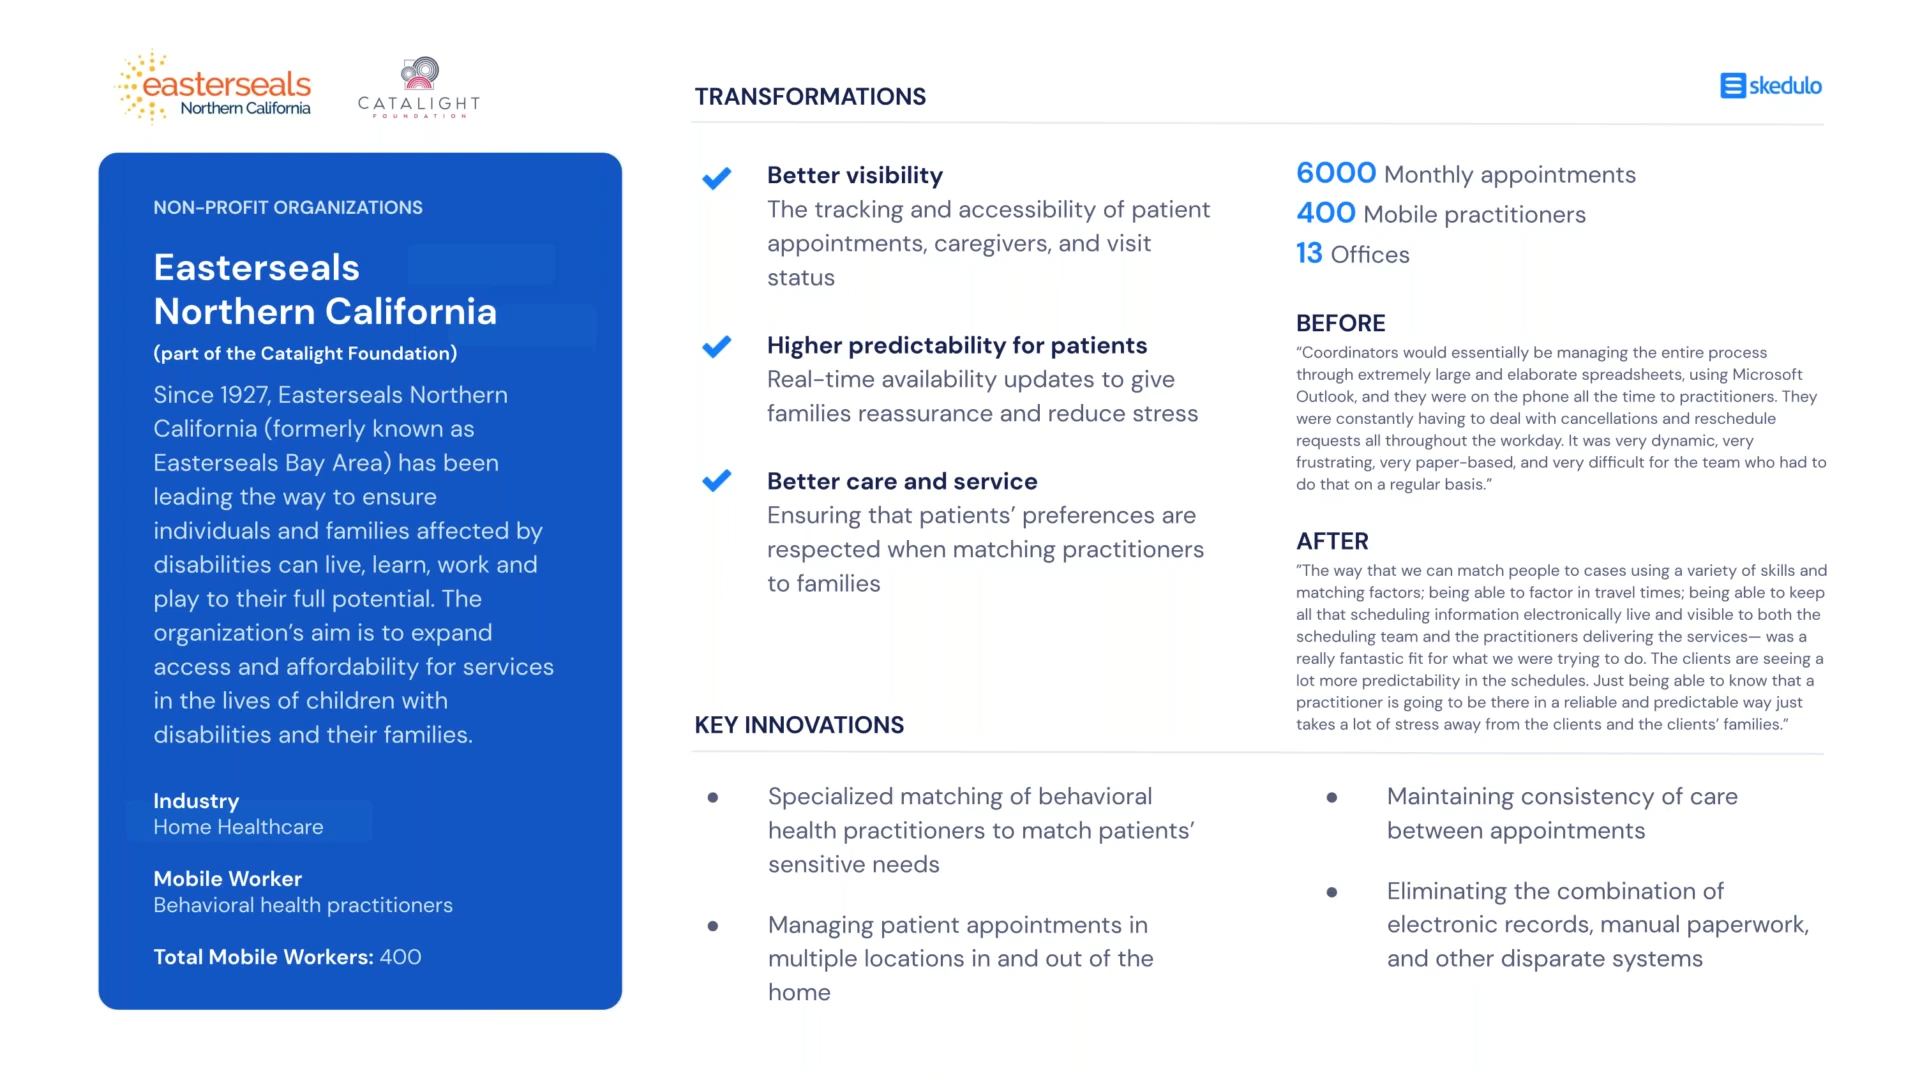 easterseals
Northern California
CATALIGHT
FOUNDATION
NON-PROFIT ORGANIZATIONS
Easterseals
Northern California
(part of the Catalight Foundation)
Since 1927, Easterseals Northern
California (formerly known as
Easterseals Bay Area) has been
leading the way to ensure
individuals and families affected by
disabilities can live, learn, work and
play to their full potential. The
organization’s aim is to expand
access and affordability for services
in the lives of children with
disabilities and their families.
Industry
Home Healthcare
Mobile Worker
Behavioral health practitioners
Total Mobile Workers: 400
TRANSFORMATIONS
skedulo
Better visibility
The tracking and accessibility of patient
appointments, caregivers, and visit
status
Higher predictability for patients
Real-time availability updates to give
families reassurance and reduce stress
Better care and service
Ensuring that patients’ preferences are
respected when matching practitioners
to families
6000 Monthly appointments
400 Mobile practitioners
13 Offices
BEFORE
“Coordinators would essentially be managing the entire process
through extremely large and elaborate spreadsheets, using Microsoft
Outlook, and they were on the phone all the time to practitioners. They
were constantly having to deal with cancellations and reschedule
requests all throughout the workday. It was very dynamic, very
frustrating, very paper-based, and very difficult for the team who had to
do that on a regular basis.”
AFTER
“The way that we can match people to cases using a variety of skills and
matching factors; being able to factor in travel times; being able to keep
all that scheduling information electronically live and visible to both the
scheduling team and the practitioners delivering the services— was a
really fantastic fit for what we were trying to do. The clients are seeing a
lot more predictability in the schedules. Just being able to know that a
practitioner is going to be there in a reliable and predictable way just
takes a lot of stress away from the clients and the clients’ families.”
KEY INNOVATIONS
● Specialized matching of behavioral
health practitioners to match patients’
sensitive needs
● Managing patient appointments in
multiple locations in and out of the
home
● Maintaining consistency of care
between appointments
● Eliminating the combination of
electronic records, manual paperwork,
and other disparate systems